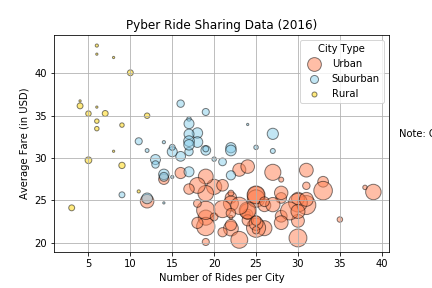 Pyber Ride Sharing Data (2016)
City Type
Urban
Suburban
Rural
Note:
Average Fare (in USD)
40
35
30
25
20
5
10
15
20
25
30
35
40
Number of Rides per City